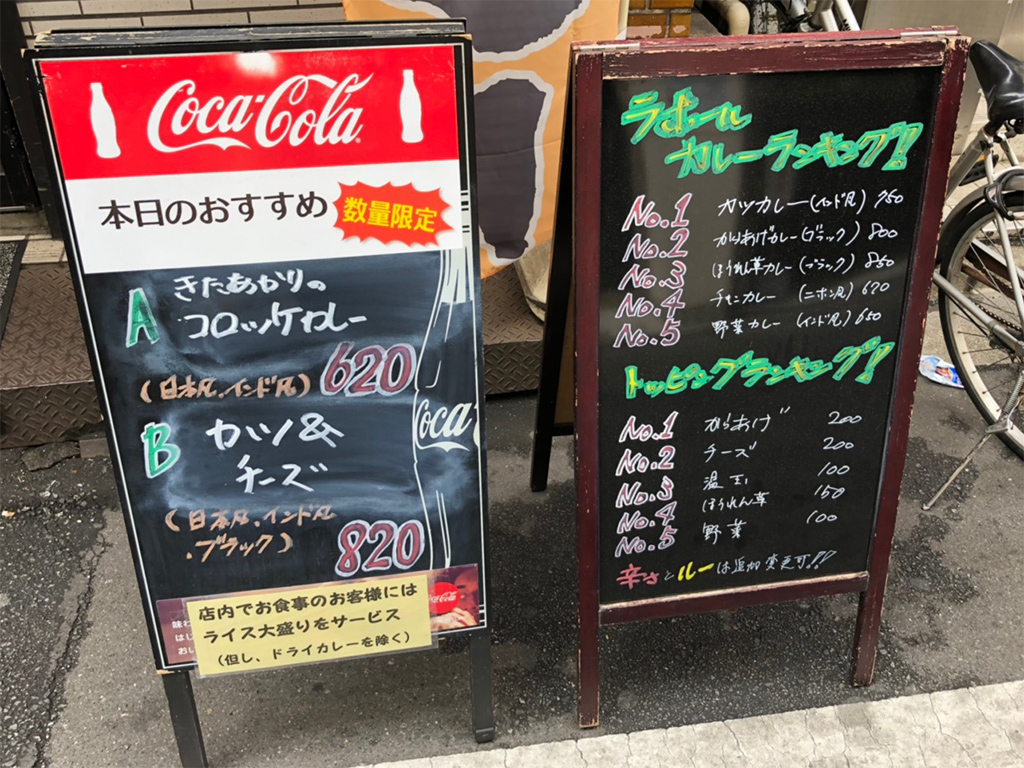 Coca-Cola
本日のおすすめ
数量限定
A
きたあかりの
コロッケカレー
(日本風、インド風) 620
B
カツ&
チーズ
(日本風、インド風
・ブラック)
820
Coca
Coca-Cola
味わ
はじ
おい
店内でお食事のお客様には
ライス大盛りをサービス
(但し、ドライカレーを除く)
ラホール
カレーランキング!
No.1 カツカレー(インド風) 950
No.2 からあげカレー(ブラック) 800
No.3 ほうれん草カレー(ブラック) 850
No.4 チキンカレー (ニホン風) 670
No.5 野菜カレー (インド風) 650
トッピングランキング!
No.1 からあげ 200
No.2 チーズ 200
No.3 温玉 100
No.4 ほうれん草 150
No.5 野菜 100
辛さとルーは追加変更可!!